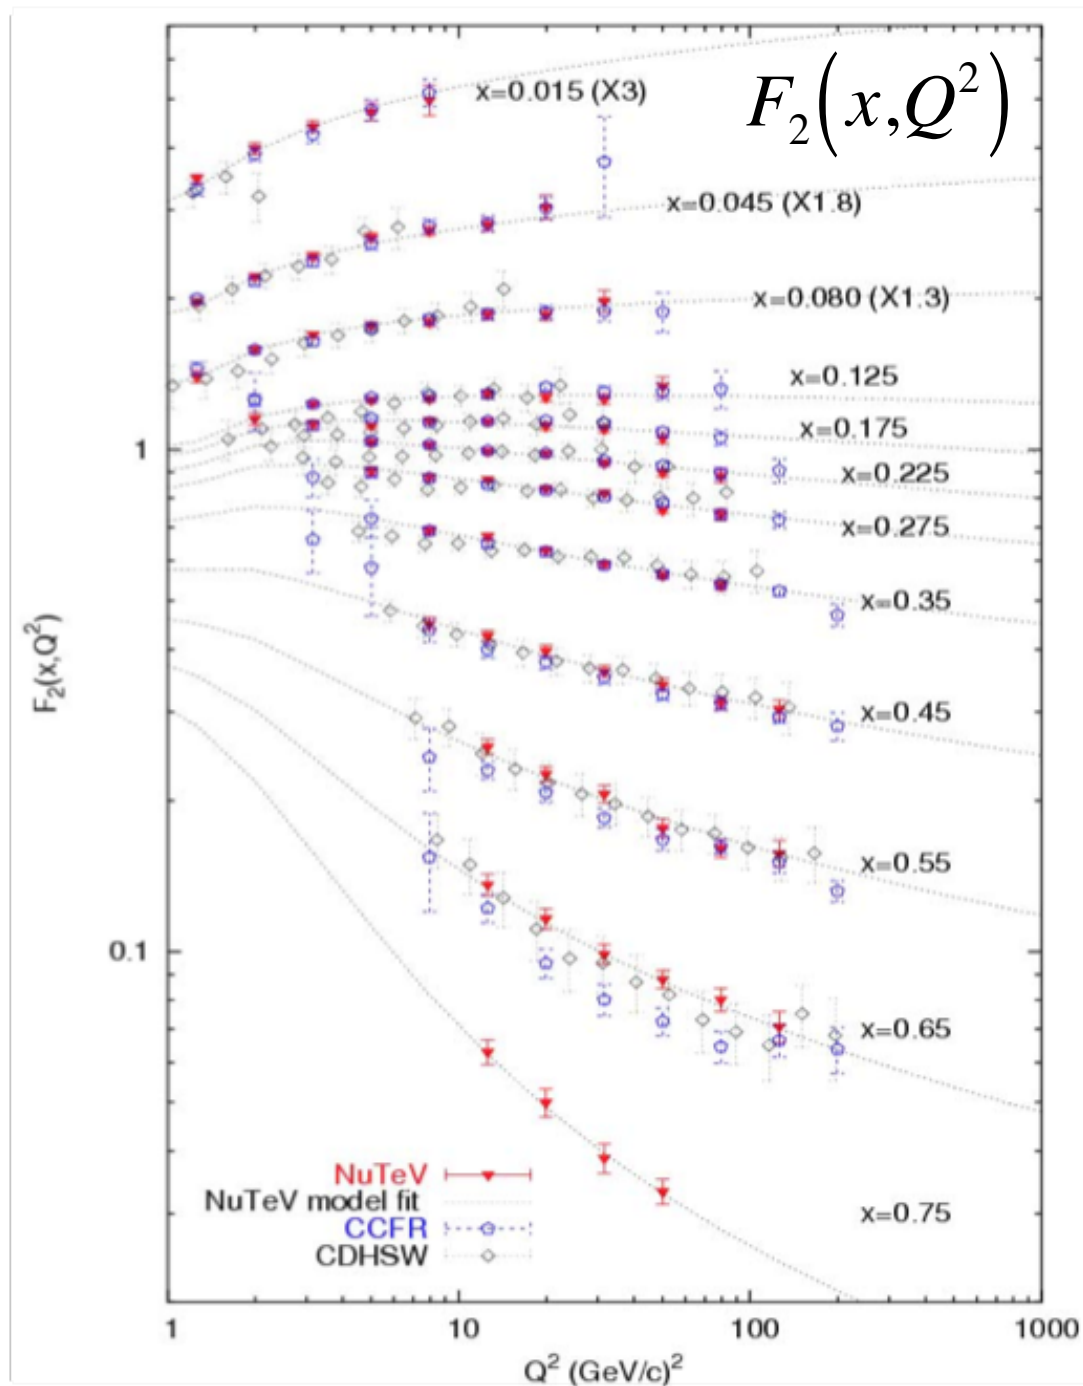 F₂(x,Q²)
x=0.015 (X3)
x=0.045 (X1.8)
x=0.080 (X1.3)
x=0.125
x=0.175
x=0.225
x=0.275
x=0.35
x=0.45
x=0.55
x=0.65
x=0.75
1
0.1
F₂(x,Q²)
NuTeV
NuTeV model fit
CCFR
CDHSW
1 10 100 1000
Q² (GeV/c)²